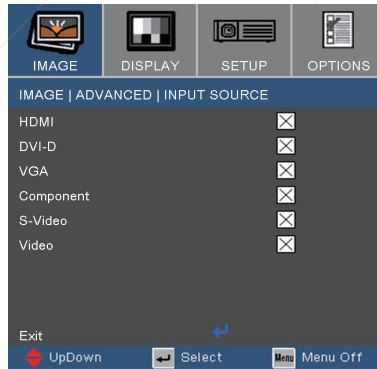 IMAGE DISPLAY SETUP OPTIONS
IMAGE | ADVANCED | INPUT SOURCE
HDMI
DVI-D
VGA
Component
S-Video
Video
Exit
UpDown Select Menu Menu Off